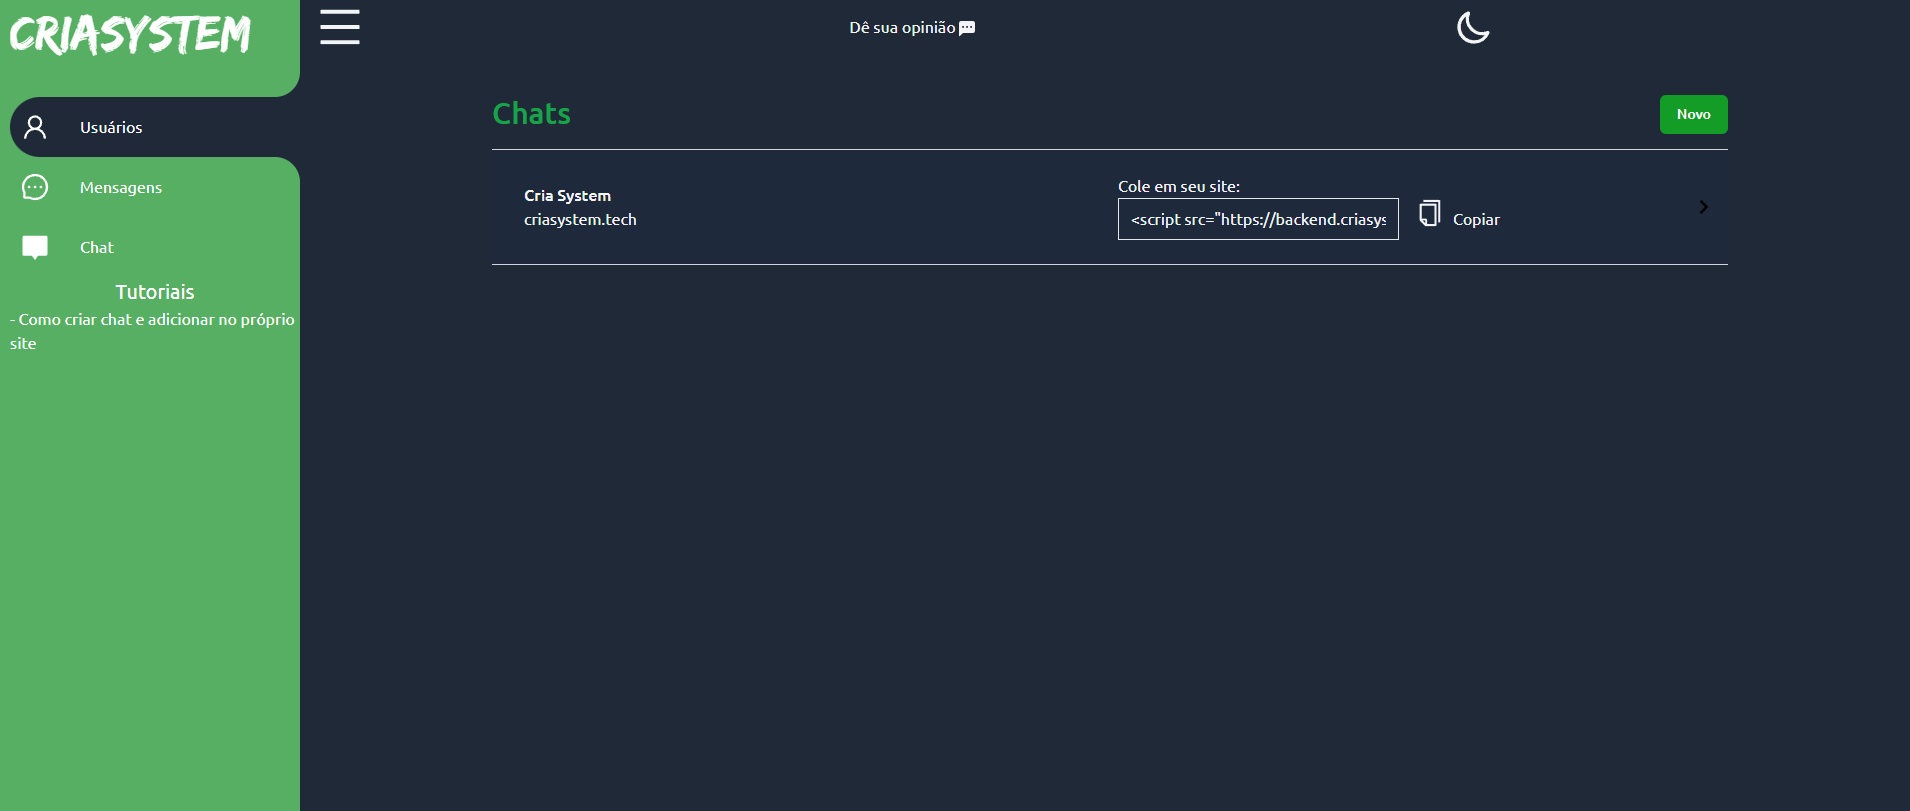 CRIASYSTEM
Dê sua opinião
Usuários
Mensagens
Chat
Tutoriais
- Como criar chat e adicionar no próprio
site
Chats
Novo
Cria System
criasystem.tech
Cole em seu site:
<script src="https://backend.criasys
Copiar